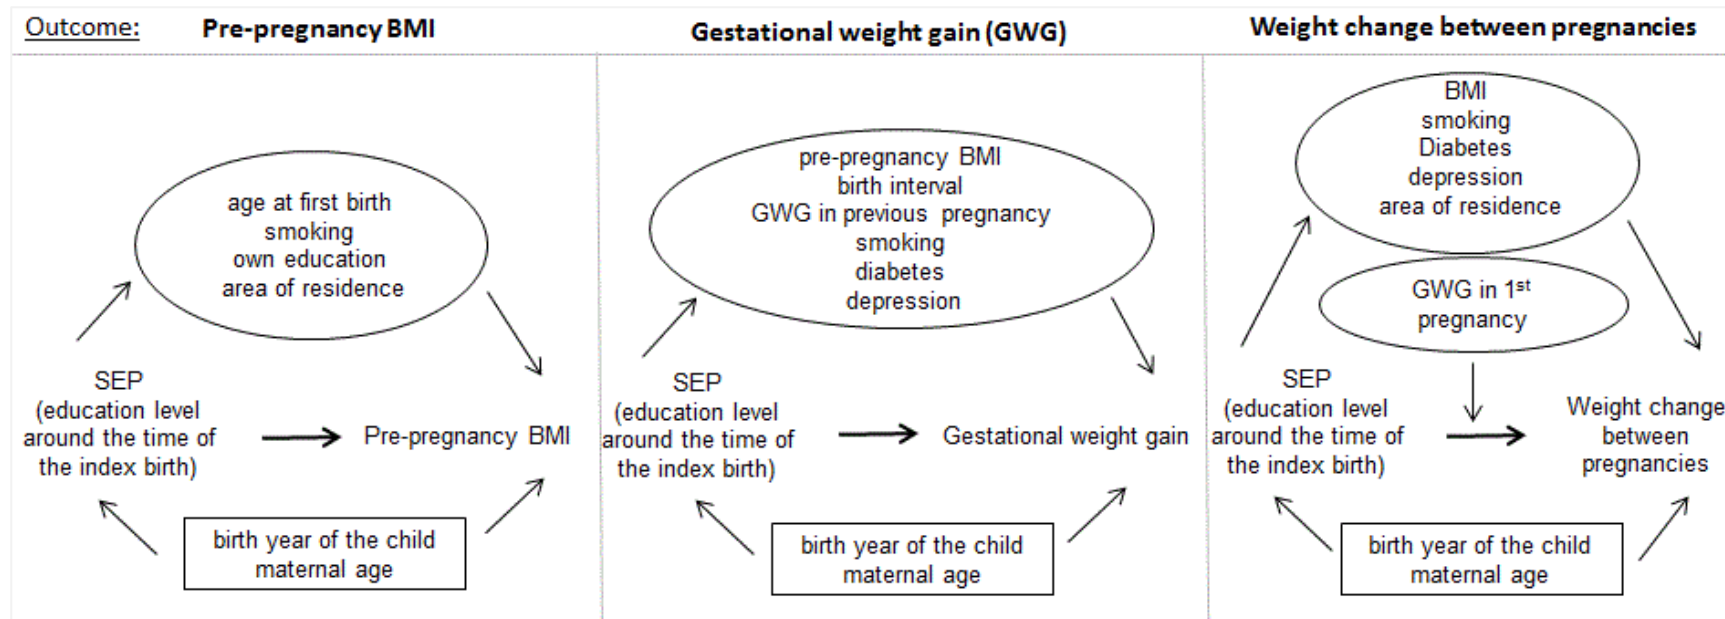 Outcome: Pre-pregnancy BMI
Gestational weight gain (GWG)
Weight change between pregnancies
age at first birth
smoking
own education
area of residence
SEP
(education level
around the time of
the index birth)
Pre-pregnancy BMI
birth year of the child
maternal age
pre-pregnancy BMI
birth interval
GWG in previous pregnancy
smoking
diabetes
depression
SEP
(education level
around the time of
the index birth)
Gestational weight gain
birth year of the child
maternal age
BMI
smoking
Diabetes
depression
area of residence
GWG in 1st
pregnancy
SEP
(education level
around the time of
the index birth)
Weight change
between
pregnancies
birth year of the child
maternal age